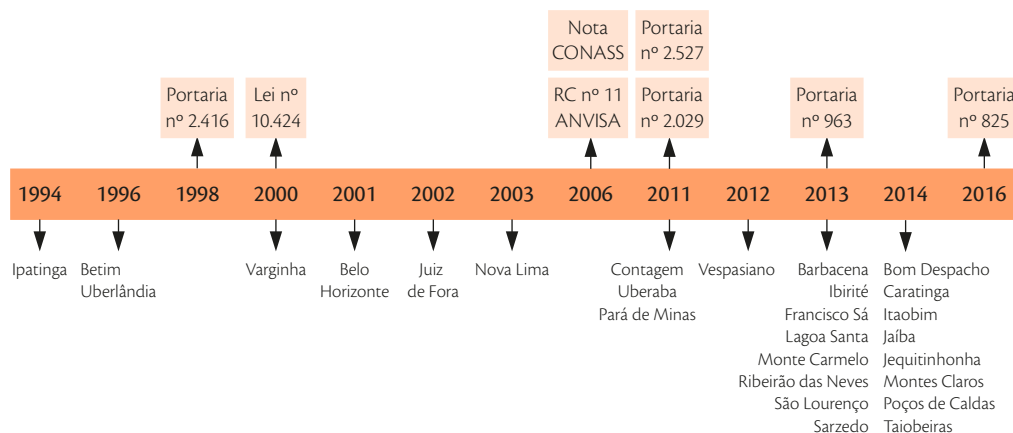 Nota
CONASS
Portaria
nº 2.527
Portaria
nº 2.416
Lei nº
10.424
RC nº 11
ANVISA
Portaria
nº 2.029
Portaria
nº 963
Portaria
nº 825
1994 1996 1998 2000 2001 2002 2003 2006 2011 2012 2013 2014 2016
Ipatinga
Betim
Uberlândia
Varginha
Belo
Horizonte
Juiz
de Fora
Nova Lima
Contagem
Uberaba
Pará de Minas
Vespasiano
Barbacena
Ibirité
Francisco Sá
Lagoa Santa
Monte Carmelo
Ribeirão das Neves
São Lourenço
Sarzedo
Bom Despacho
Caratinga
Itaobim
Jaíba
Jequitinhonha
Montes Claros
Poços de Caldas
Taiobeiras